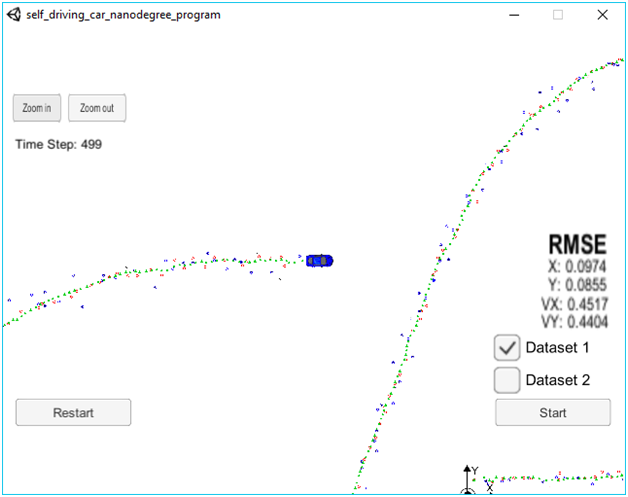 self_driving_car_nanodegree_program
Zoom in Zoom out
Time Step: 499
RMSE
X: 0.0974
Y: 0.0855
VX: 0.4517
VY: 0.4404
Dataset 1
Dataset 2
Restart Start
Y
X